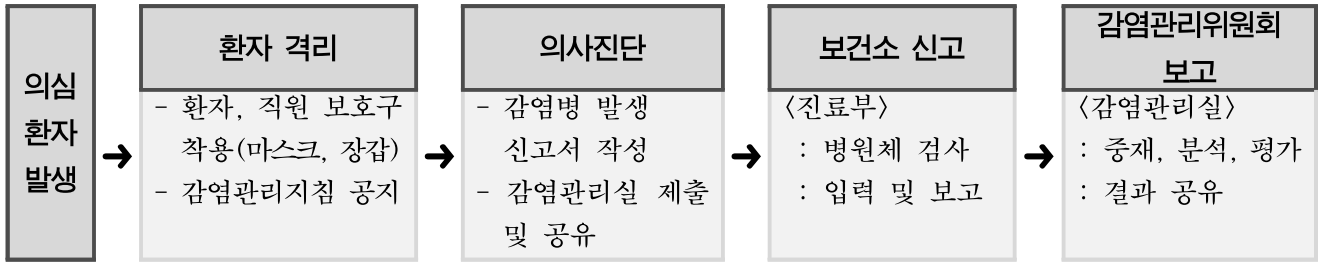 의심
환자
발생
➜
환자 격리
- 환자, 직원 보호구
착용(마스크, 장갑)
- 감염관리지침 공지
➜
의사진단
- 감염병 발생
신고서 작성
- 감염관리실 제출
및 공유
➜
보건소 신고
<진료부>
: 병원체 검사
: 입력 및 보고
➜
감염관리위원회
보고
<감염관리실>
: 중재, 분석, 평가
: 결과 공유